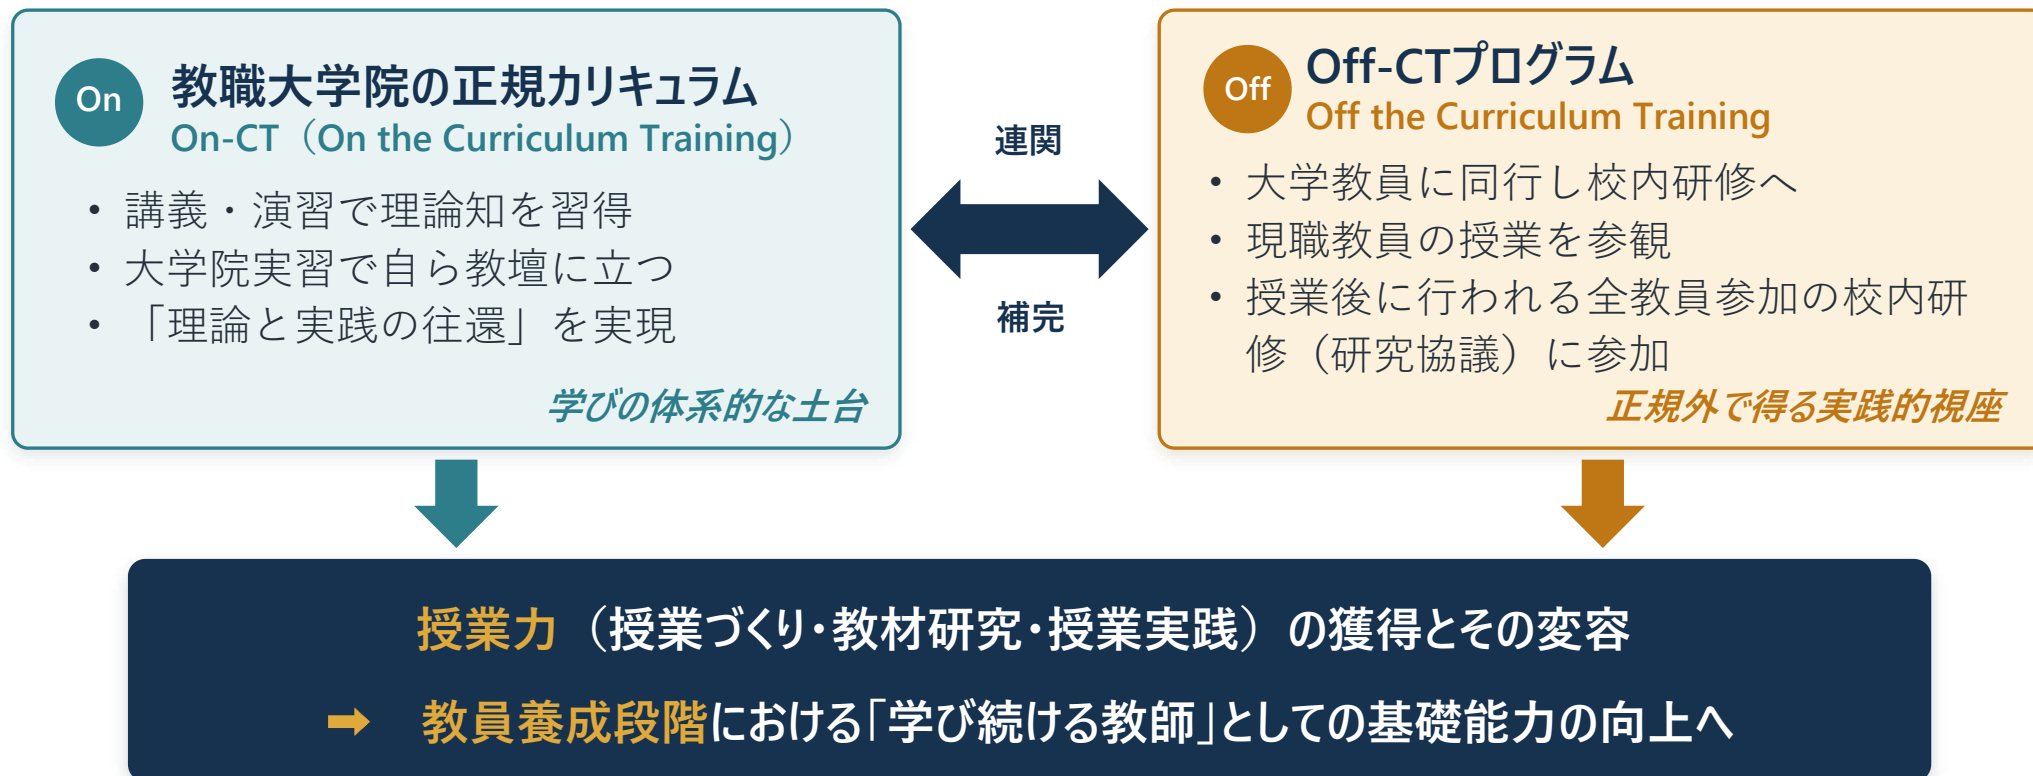 On
教職大学院の正規カリキュラム
On-CT（On the Curriculum Training）
• 講義・演習で理論知を習得
• 大学院実習で自ら教壇に立つ
• 「理論と実践の往還」を実現
学びの体系的な土台
連関
補完
Off
Off-CTプログラム
Off the Curriculum Training
• 大学教員に同行し校内研修へ
• 現職教員の授業を参観
• 授業後に行われる全教員参加の校内研
修（研究協議）に参加
正規外で得る実践的視座
授業力（授業づくり・教材研究・授業実践）の獲得とその変容
➡ 教員養成段階における「学び続ける教師」としての基礎能力の向上へ